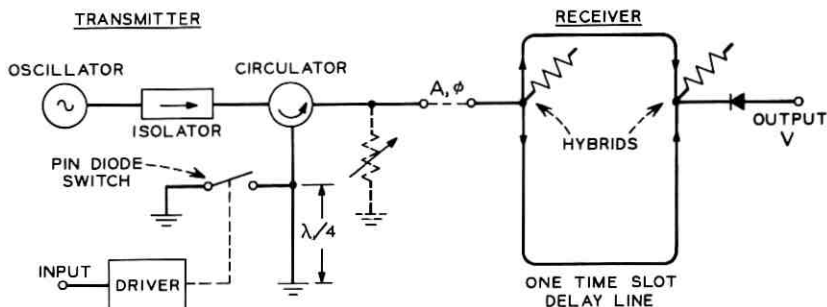 TRANSMITTER
RECEIVER
OSCILLATOR
CIRCULATOR
A, ϕ
ISOLATOR
HYBRIDS
OUTPUT
V
PIN DIODE
SWITCH
λ/4
INPUT
DRIVER
ONE TIME SLOT
DELAY LINE